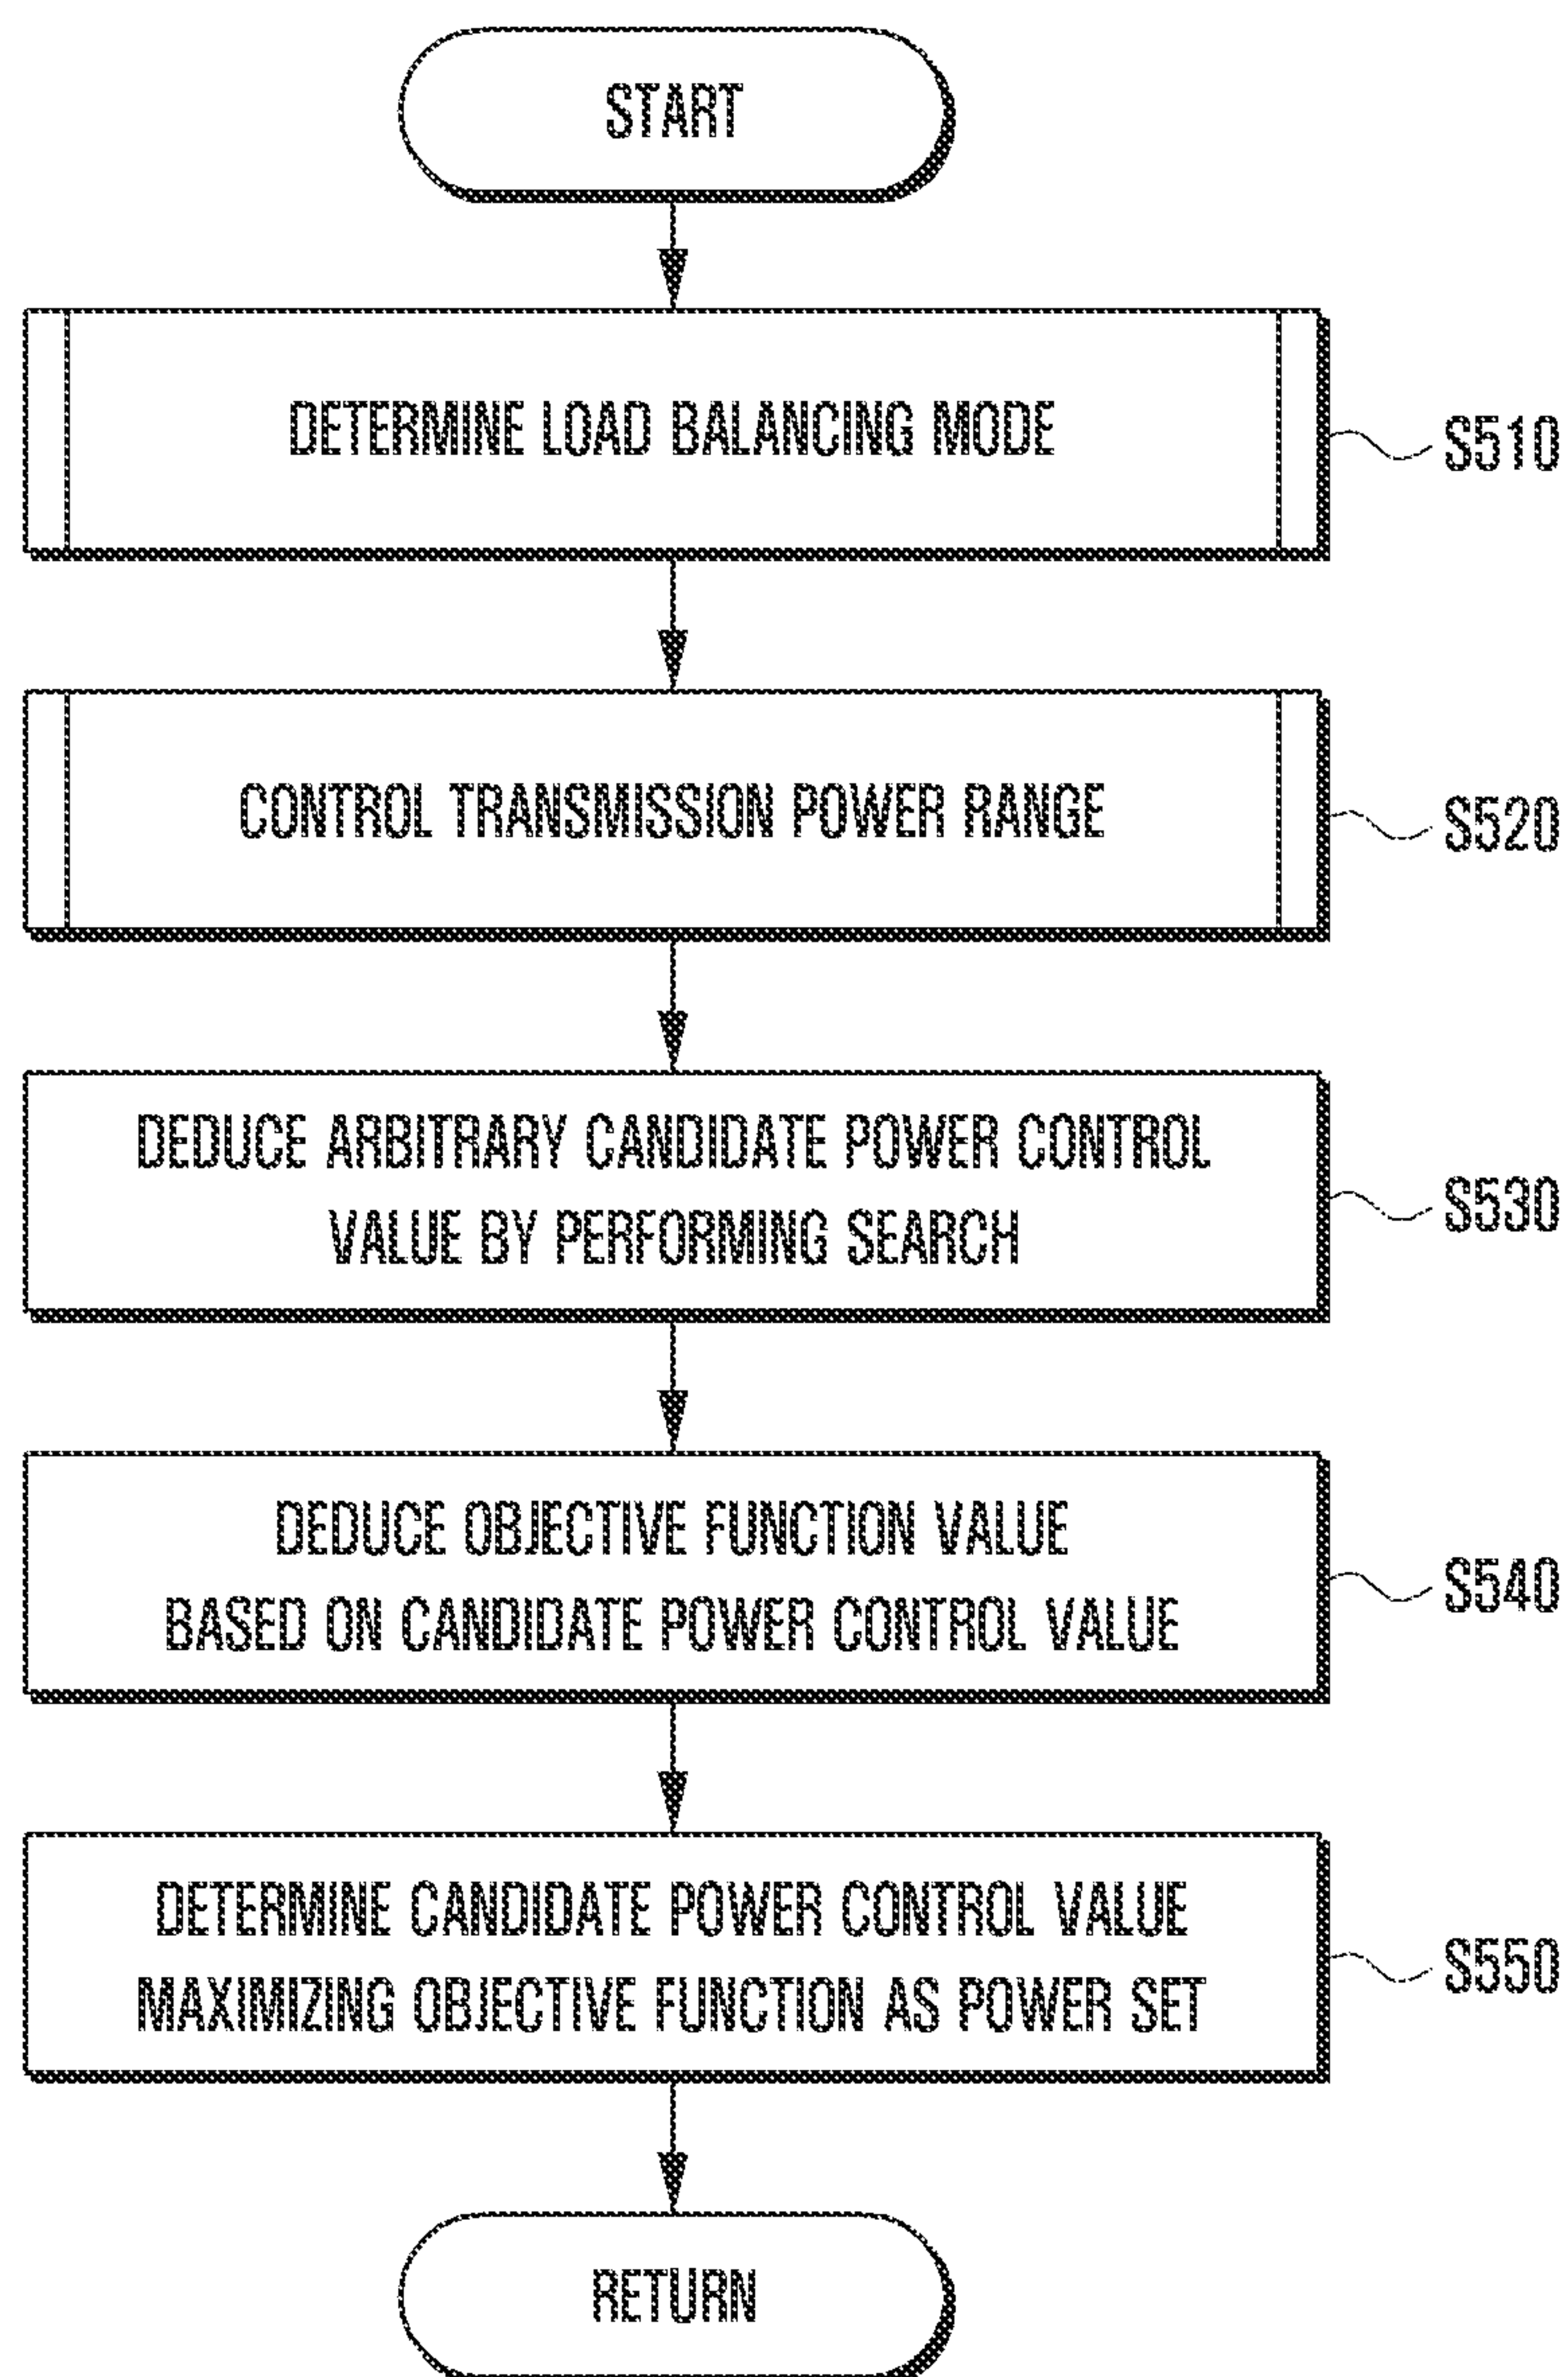 START
DETERMINE LOAD BALANCING MODE
S510
CONTROL TRANSMISSION POWER RANGE
S520
DEDUCE ARBITRARY CANDIDATE POWER CONTROL
VALUE BY PERFORMING SEARCH
S530
DEDUCE OBJECTIVE FUNCTION VALUE
BASED ON CANDIDATE POWER CONTROL VALUE
S540
DETERMINE CANDIDATE POWER CONTROL VALUE
MAXIMIZING OBJECTIVE FUNCTION AS POWER SET
S550
RETURN